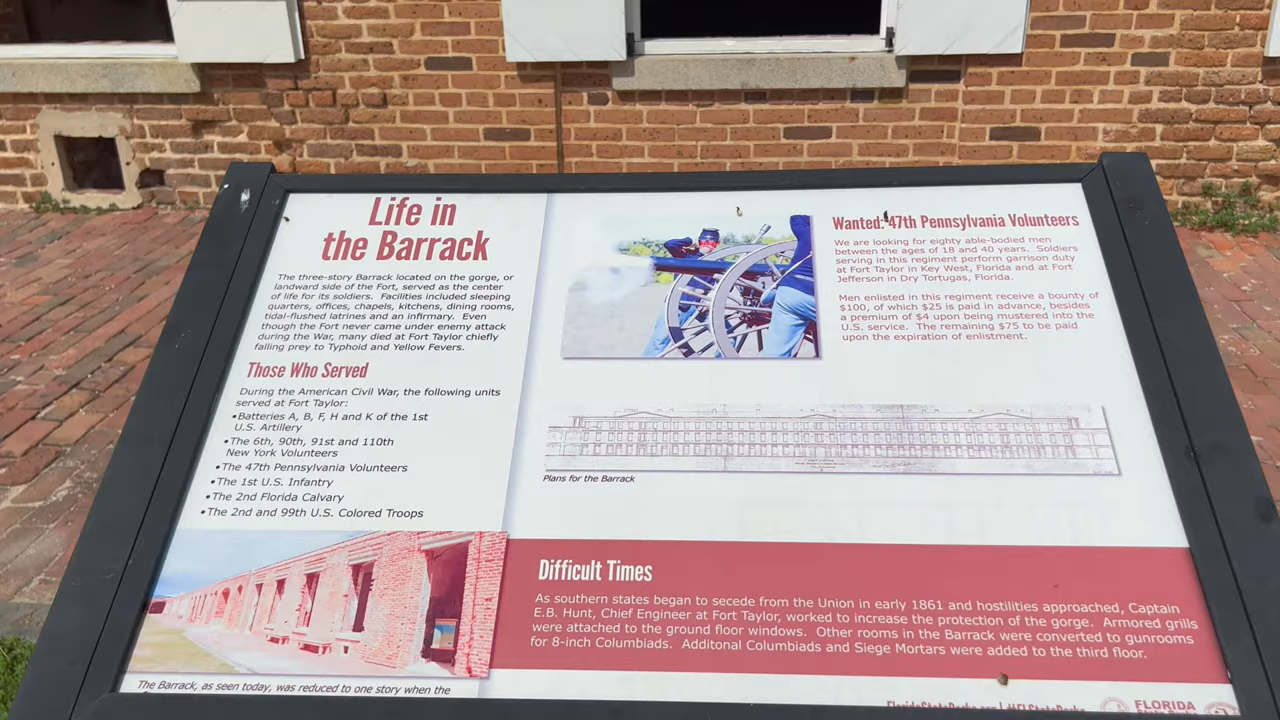 Life in
the Barrack
The three-story Barrack located on the gorge, or
landward side of the Fort, served as the center
of life for its soldiers. Facilities included sleeping
quarters, offices, chapels, kitchens, dining rooms,
tidal-flushed latrines and an infirmary. Even
though the Fort never came under enemy attack
during the War, many died at Fort Taylor chiefly
falling prey to Typhoid and Yellow Fevers.
Those Who Served
During the American Civil War, the following units
served at Fort Taylor:
•Batteries A, B, F, H and K of the 1st
U.S. Artillery
•The 6th, 90th, 91st and 110th
New York Volunteers
•The 47th Pennsylvania Volunteers
•The 1st U.S. Infantry
•The 2nd Florida Calvary
•The 2nd and 99th U.S. Colored Troops
The Barrack, as seen today, was reduced to one story when the
Wanted: 47th Pennsylvania Volunteers
We are looking for eighty able-bodied men
between the ages of 18 and 40 years. Soldiers
serving in this regiment perform garrison duty
at Fort Taylor in Key West, Florida and at Fort
Jefferson in Dry Tortugas, Florida.
Men enlisted in this regiment receive a bounty of
$100, of which $25 is paid in advance, besides
a premium of $4 upon being mustered into the
U.S. service. The remaining $75 to be paid
upon the expiration of enlistment.
Plans for the Barrack
Difficult Times
As southern states began to secede from the Union in early 1861 and hostilities approached, Captain
E.B. Hunt, Chief Engineer at Fort Taylor, worked to increase the protection of the gorge. Armored grills
were attached to the ground floor windows. Other rooms in the Barrack were converted to gunrooms
for 8-inch Columbiads. Additonal Columbiads and Siege Mortars were added to the third floor.
FloridaStateParks.org | #FLStateParks
FLORIDA